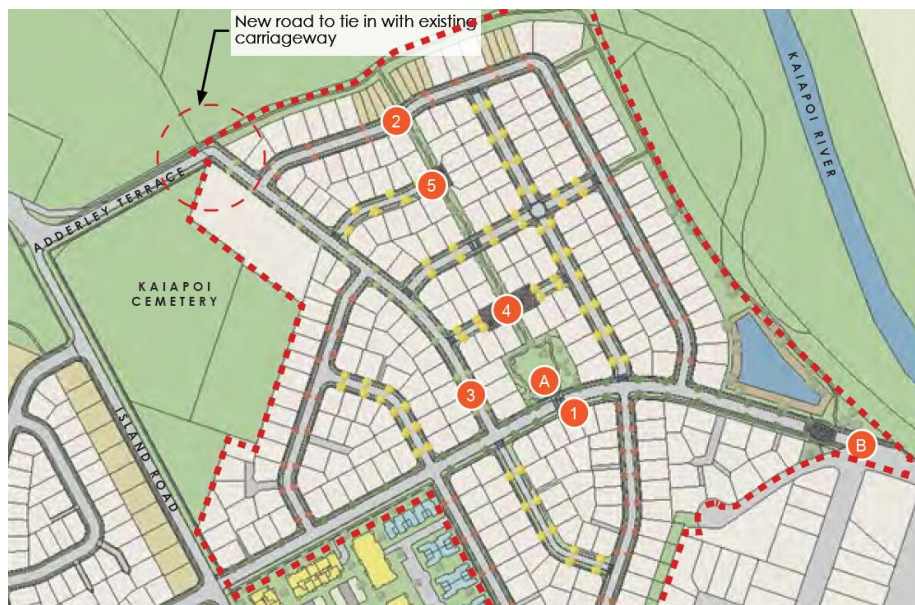 New road to tie in with existing
carriageway
KAIAPOI RIVER
2
5
ADDERLEY TERRACE
KAIAPOI
CEMETERY
4
A
3
1
ISLAND ROAD
B